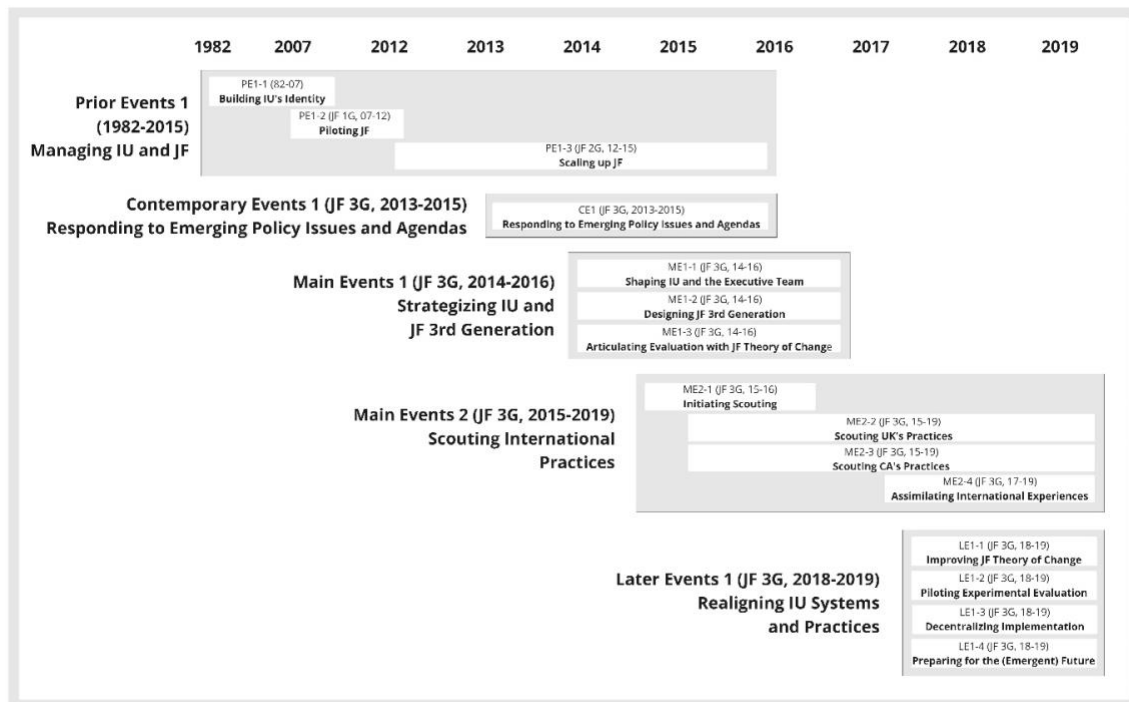 1982 2007 2012 2013 2014 2015 2016 2017 2018 2019
Prior Events 1
(1982-2015)
Managing IU and JF
PE1-1 (82-07)
Building IU's Identity
PE1-2 (JF 1G, 07-12)
Piloting JF
PE1-3 (JF 2G, 12-15)
Scaling up JF
Contemporary Events 1 (JF 3G, 2013-2015)
Responding to Emerging Policy Issues and Agendas
CE1 (JF 3G, 2013-2015)
Responding to Emerging Policy Issues and Agendas
Main Events 1 (JF 3G, 2014-2016)
Strategizing IU and
JF 3rd Generation
ME1-1 (JF 3G, 14-16)
Shaping IU and the Executive Team
ME1-2 (JF 3G, 14-16)
Designing JF 3rd Generation
ME1-3 (JF 3G, 14-16)
Articulating Evaluation with JF Theory of Change
Main Events 2 (JF 3G, 2015-2019)
Scouting International
Practices
ME2-1 (JF 3G, 15-16)
Initiating Scouting
ME2-2 (JF 3G, 15-19)
Scouting UK's Practices
ME2-3 (JF 3G, 15-19)
Scouting CA's Practices
ME2-4 (JF 3G, 17-19)
Assimilating International Experiences
Later Events 1 (JF 3G, 2018-2019)
Realigning IU Systems
and Practices
LE1-1 (JF 3G, 18-19)
Improving JF Theory of Change
LE1-2 (JF 3G, 18-19)
Piloting Experimental Evaluation
LE1-3 (JF 3G, 18-19)
Decentralizing Implementation
LE1-4 (JF 3G, 18-19)
Preparing for the (Emergent) Future